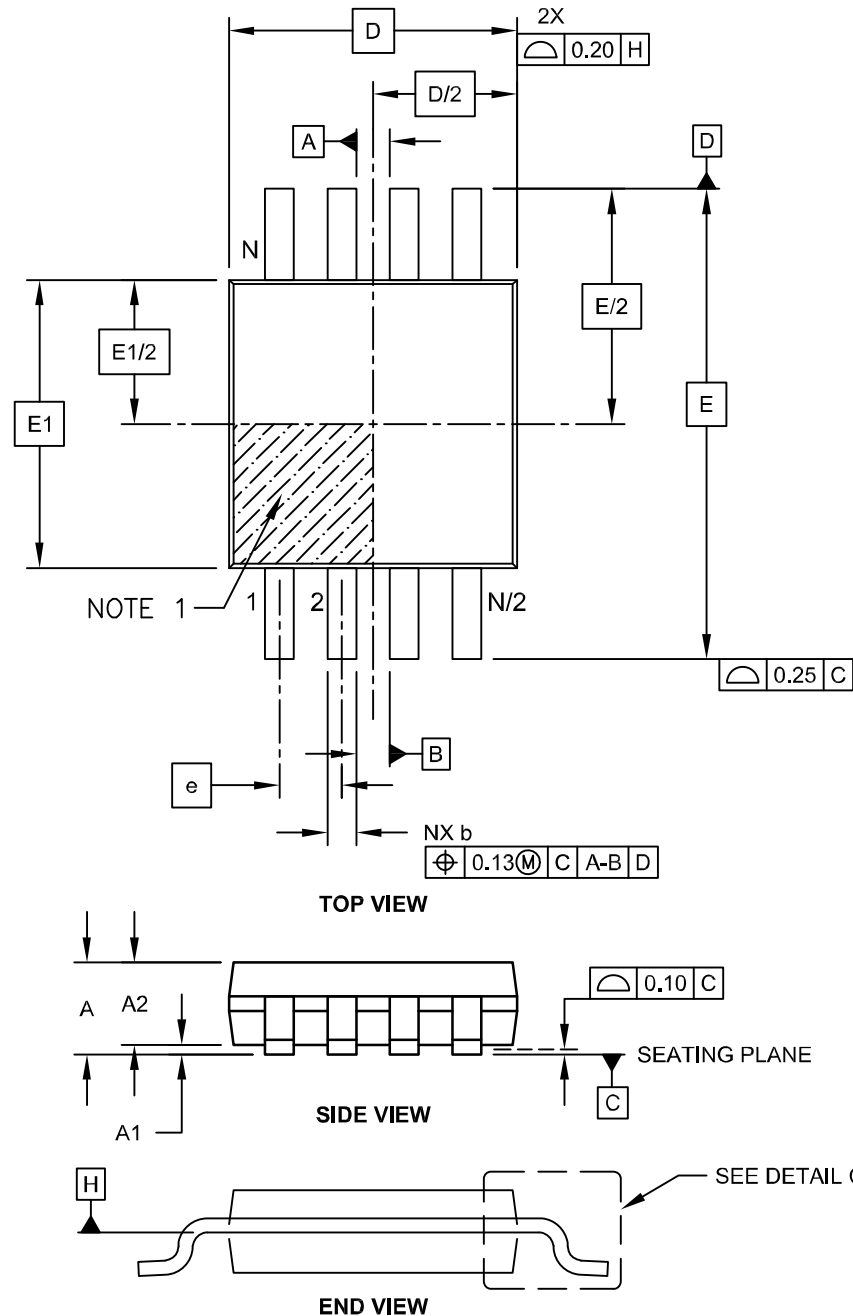 D
2X
⌓ 0.20 H
D/2
A
D
N
E1/2
E/2
E1
E
NOTE 1
1
2
N/2
⌓ 0.25 C
B
e
NX b
⌖ 0.13Ⓜ C A-B D
TOP VIEW
⌓ 0.10 C
A
A2
SEATING PLANE
C
A1
SIDE VIEW
H
SEE DETAIL
END VIEW